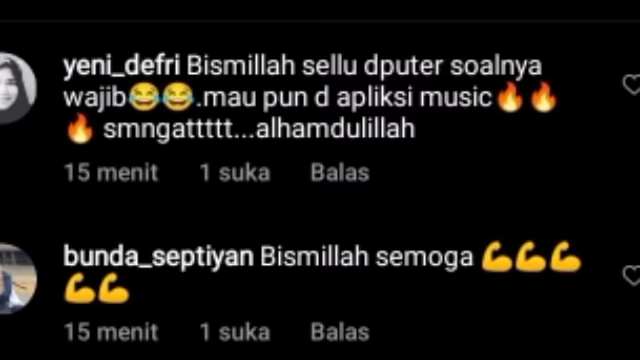 yeni_defri Bismillah sellu dputer soalnya
wajib😂😂.mau pun d apliksi music🔥🔥
🔥 smngattttt...alhamdulillah
15 menit 1 suka Balas
bunda_septiyan Bismillah semoga 💪💪💪
💪💪
15 menit 1 suka Balas